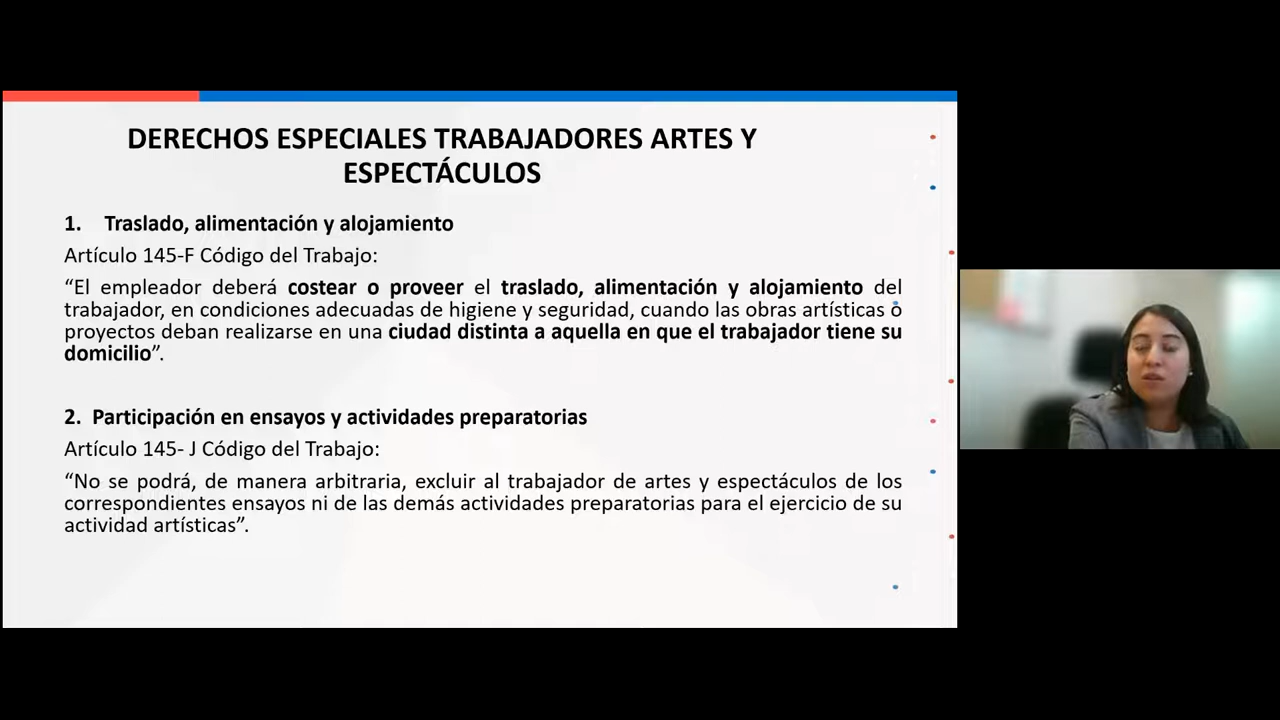 DERECHOS ESPECIALES TRABAJADORES ARTES Y
ESPECTÁCULOS
1. Traslado, alimentación y alojamiento
Artículo 145-F Código del Trabajo:
“El empleador deberá costear o proveer el traslado, alimentación y alojamiento del
trabajador, en condiciones adecuadas de higiene y seguridad, cuando las obras artísticas o
proyectos deban realizarse en una ciudad distinta a aquella en que el trabajador tiene su
domicilio”.
2. Participación en ensayos y actividades preparatorias
Artículo 145- J Código del Trabajo:
“No se podrá, de manera arbitraria, excluir al trabajador de artes y espectáculos de los
correspondientes ensayos ni de las demás actividades preparatorias para el ejercicio de su
actividad artísticas”.